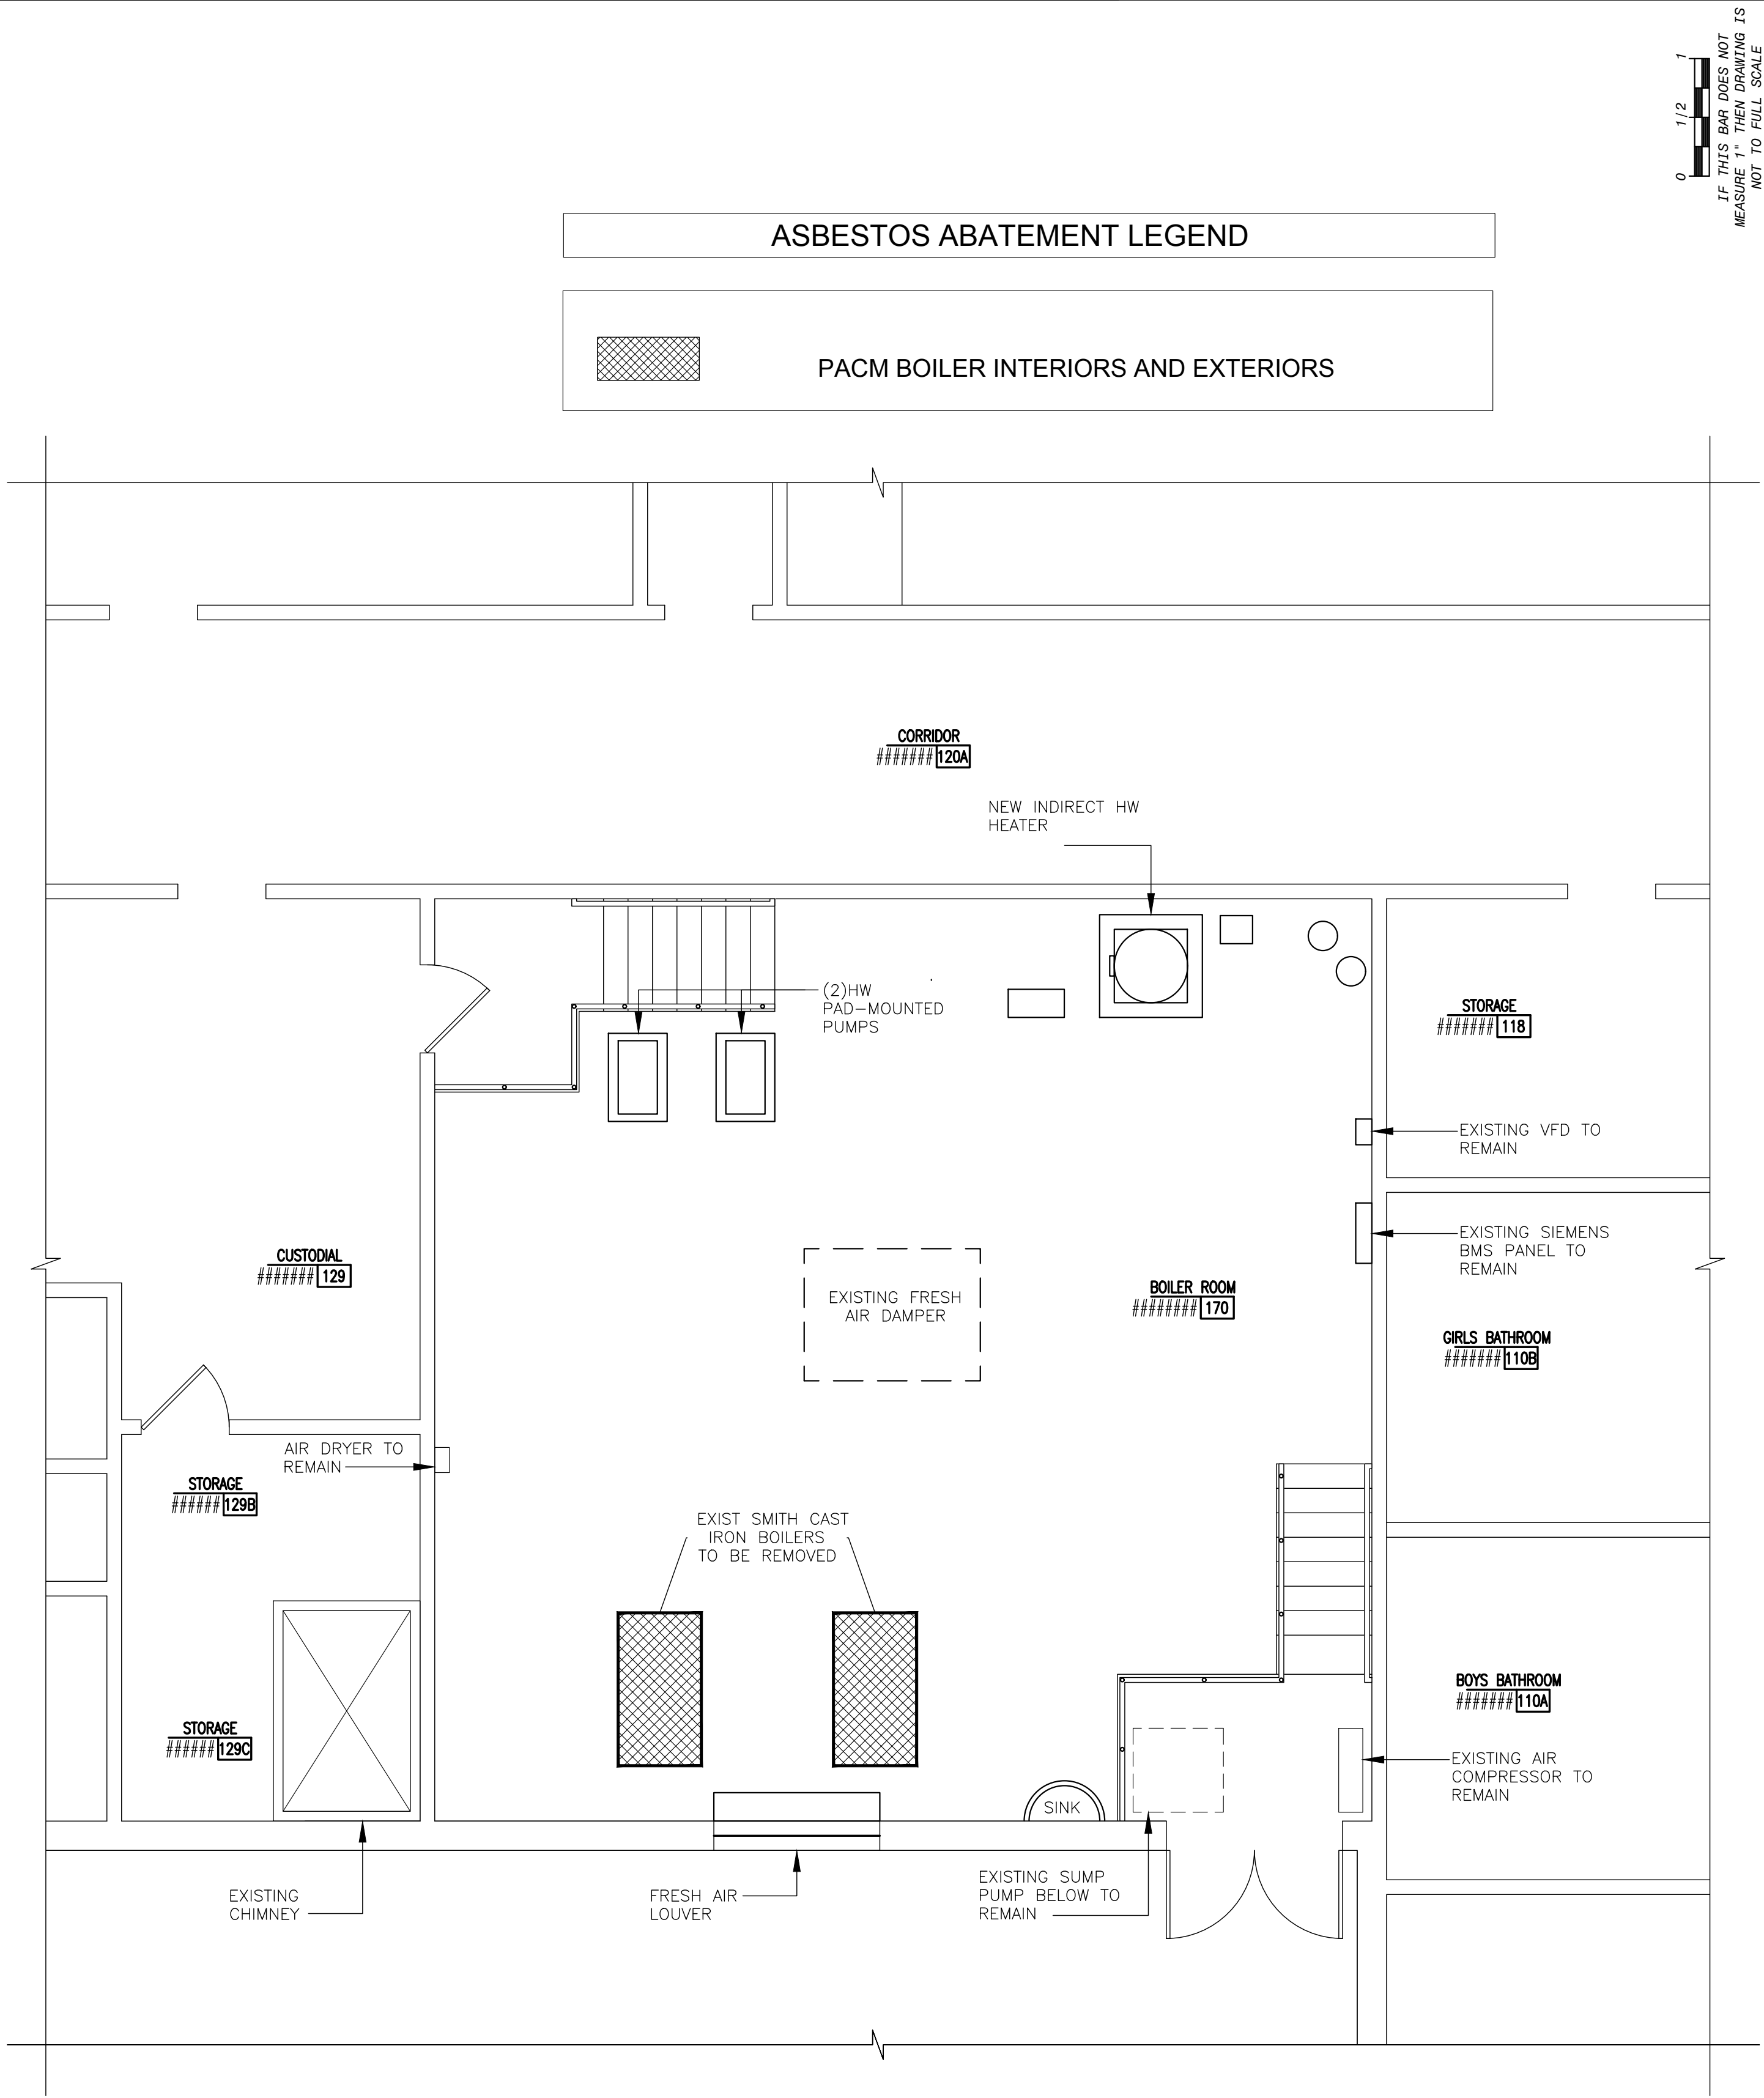 0 1/2 1
IF THIS BAR DOES NOT
MEASURE 1" THEN DRAWING IS
NOT TO FULL SCALE
ASBESTOS ABATEMENT LEGEND
PACM BOILER INTERIORS AND EXTERIORS
CORRIDOR
####### 120A
NEW INDIRECT HW
HEATER
(2)HW
PAD-MOUNTED
PUMPS
STORAGE
####### 118
EXISTING VFD TO
REMAIN
EXISTING SIEMENS
BMS PANEL TO
REMAIN
CUSTODIAL
####### 129
EXISTING FRESH
AIR DAMPER
BOILER ROOM
######## 170
GIRLS BATHROOM
####### 110B
AIR DRYER TO
REMAIN
STORAGE
###### 129B
EXIST SMITH CAST
IRON BOILERS
TO BE REMOVED
BOYS BATHROOM
####### 110A
STORAGE
###### 129C
EXISTING AIR
COMPRESSOR TO
REMAIN
SINK
EXISTING
CHIMNEY
FRESH AIR
LOUVER
EXISTING SUMP
PUMP BELOW TO
REMAIN